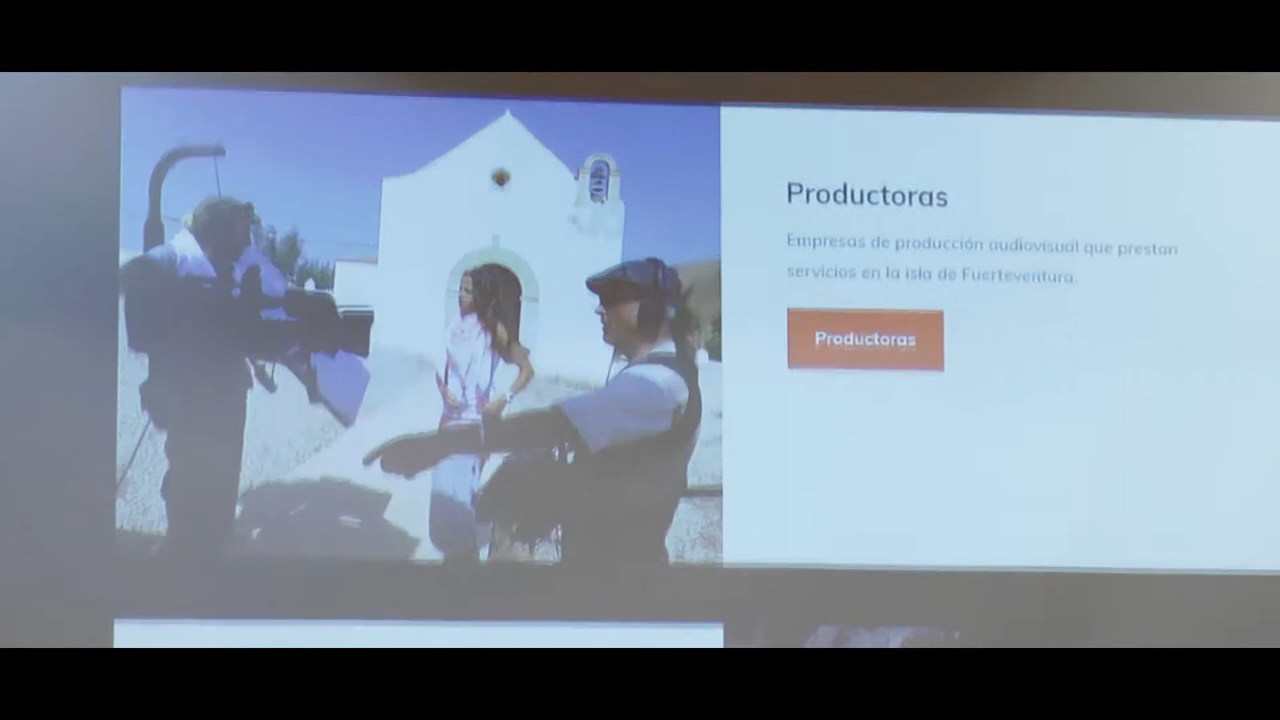 Productoras
Empresas de producción audiovisual que prestan
servicios en la isla de Fuerteventura.
Productoras